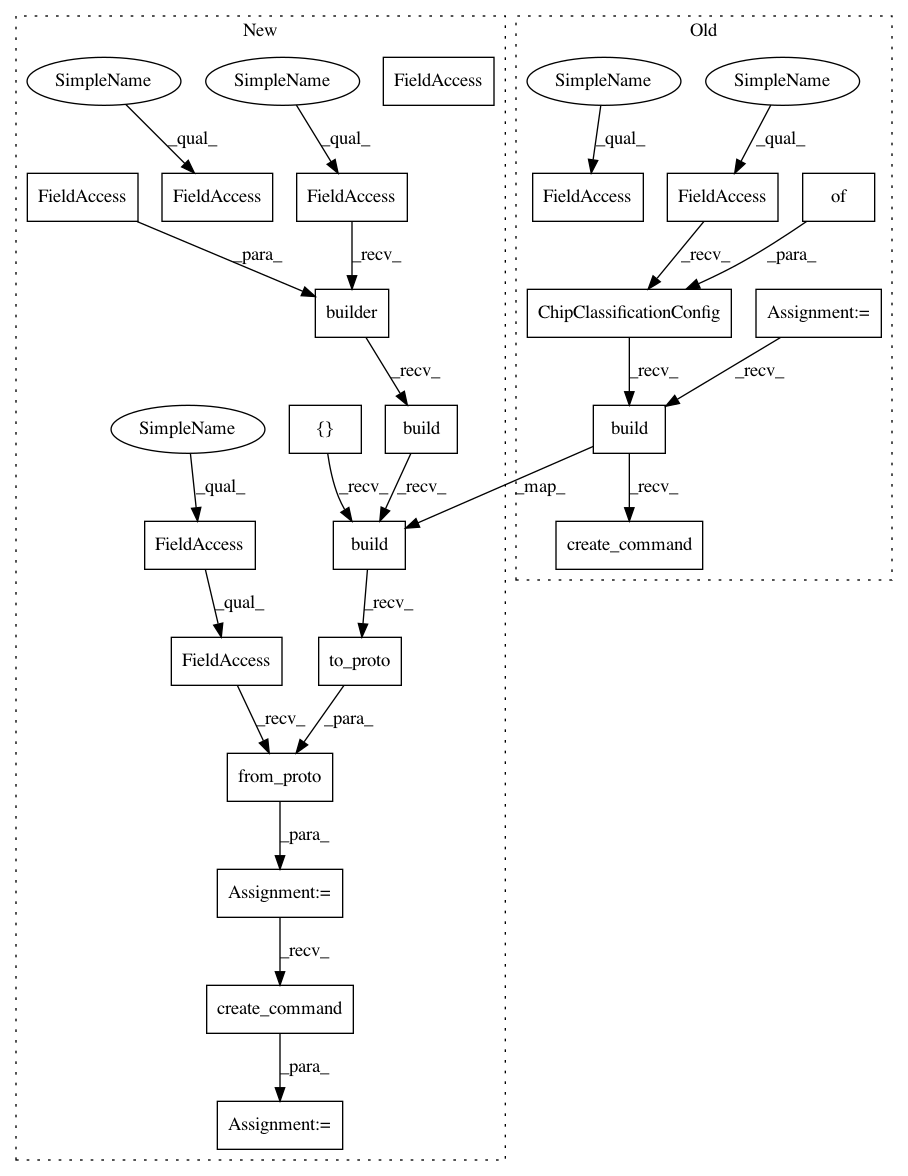 New
Old
SimpleName
SimpleName
FieldAccess
SimpleName
SimpleName
_qual_
_qual_
_qual_
_qual_
FieldAccess
FieldAccess
FieldAccess
FieldAccess
FieldAccess
of
_para_
_recv_
_recv_
_para_
builder
ChipClassificationConfig
Assignment:=
_recv_
_recv_
_recv_
SimpleName
{}
build
build
_qual_
_recv_
_recv_
_map_
_recv_
FieldAccess
build
create_command
_qual_
_recv_
FieldAccess
to_proto
_recv_
_para_
from_proto
_para_
Assignment:=
_recv_
create_command
_para_
Assignment:=